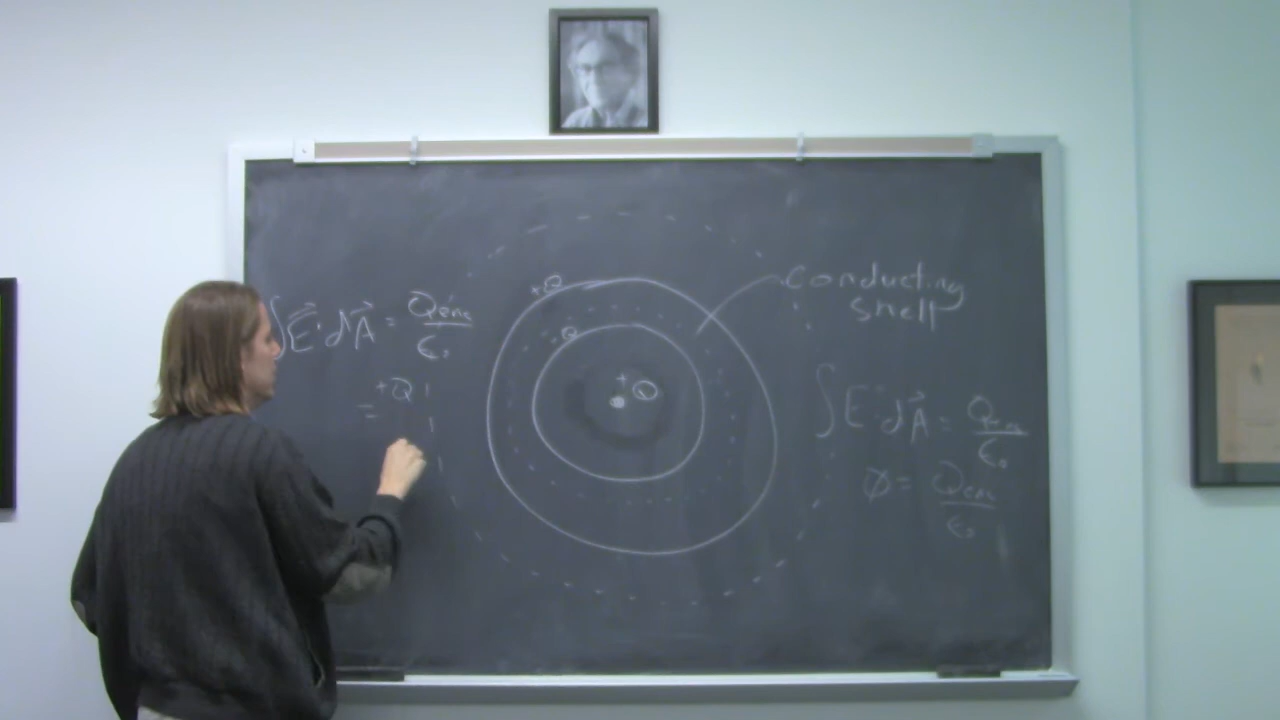 ∫E⃗·dA⃗ = Qenc/ε₀
= +Q
+Q
-Q
+Q
Conducting
shell
∫E⃗·dA⃗ = Qenc/ε₀
∅ = Qenc/ε₀